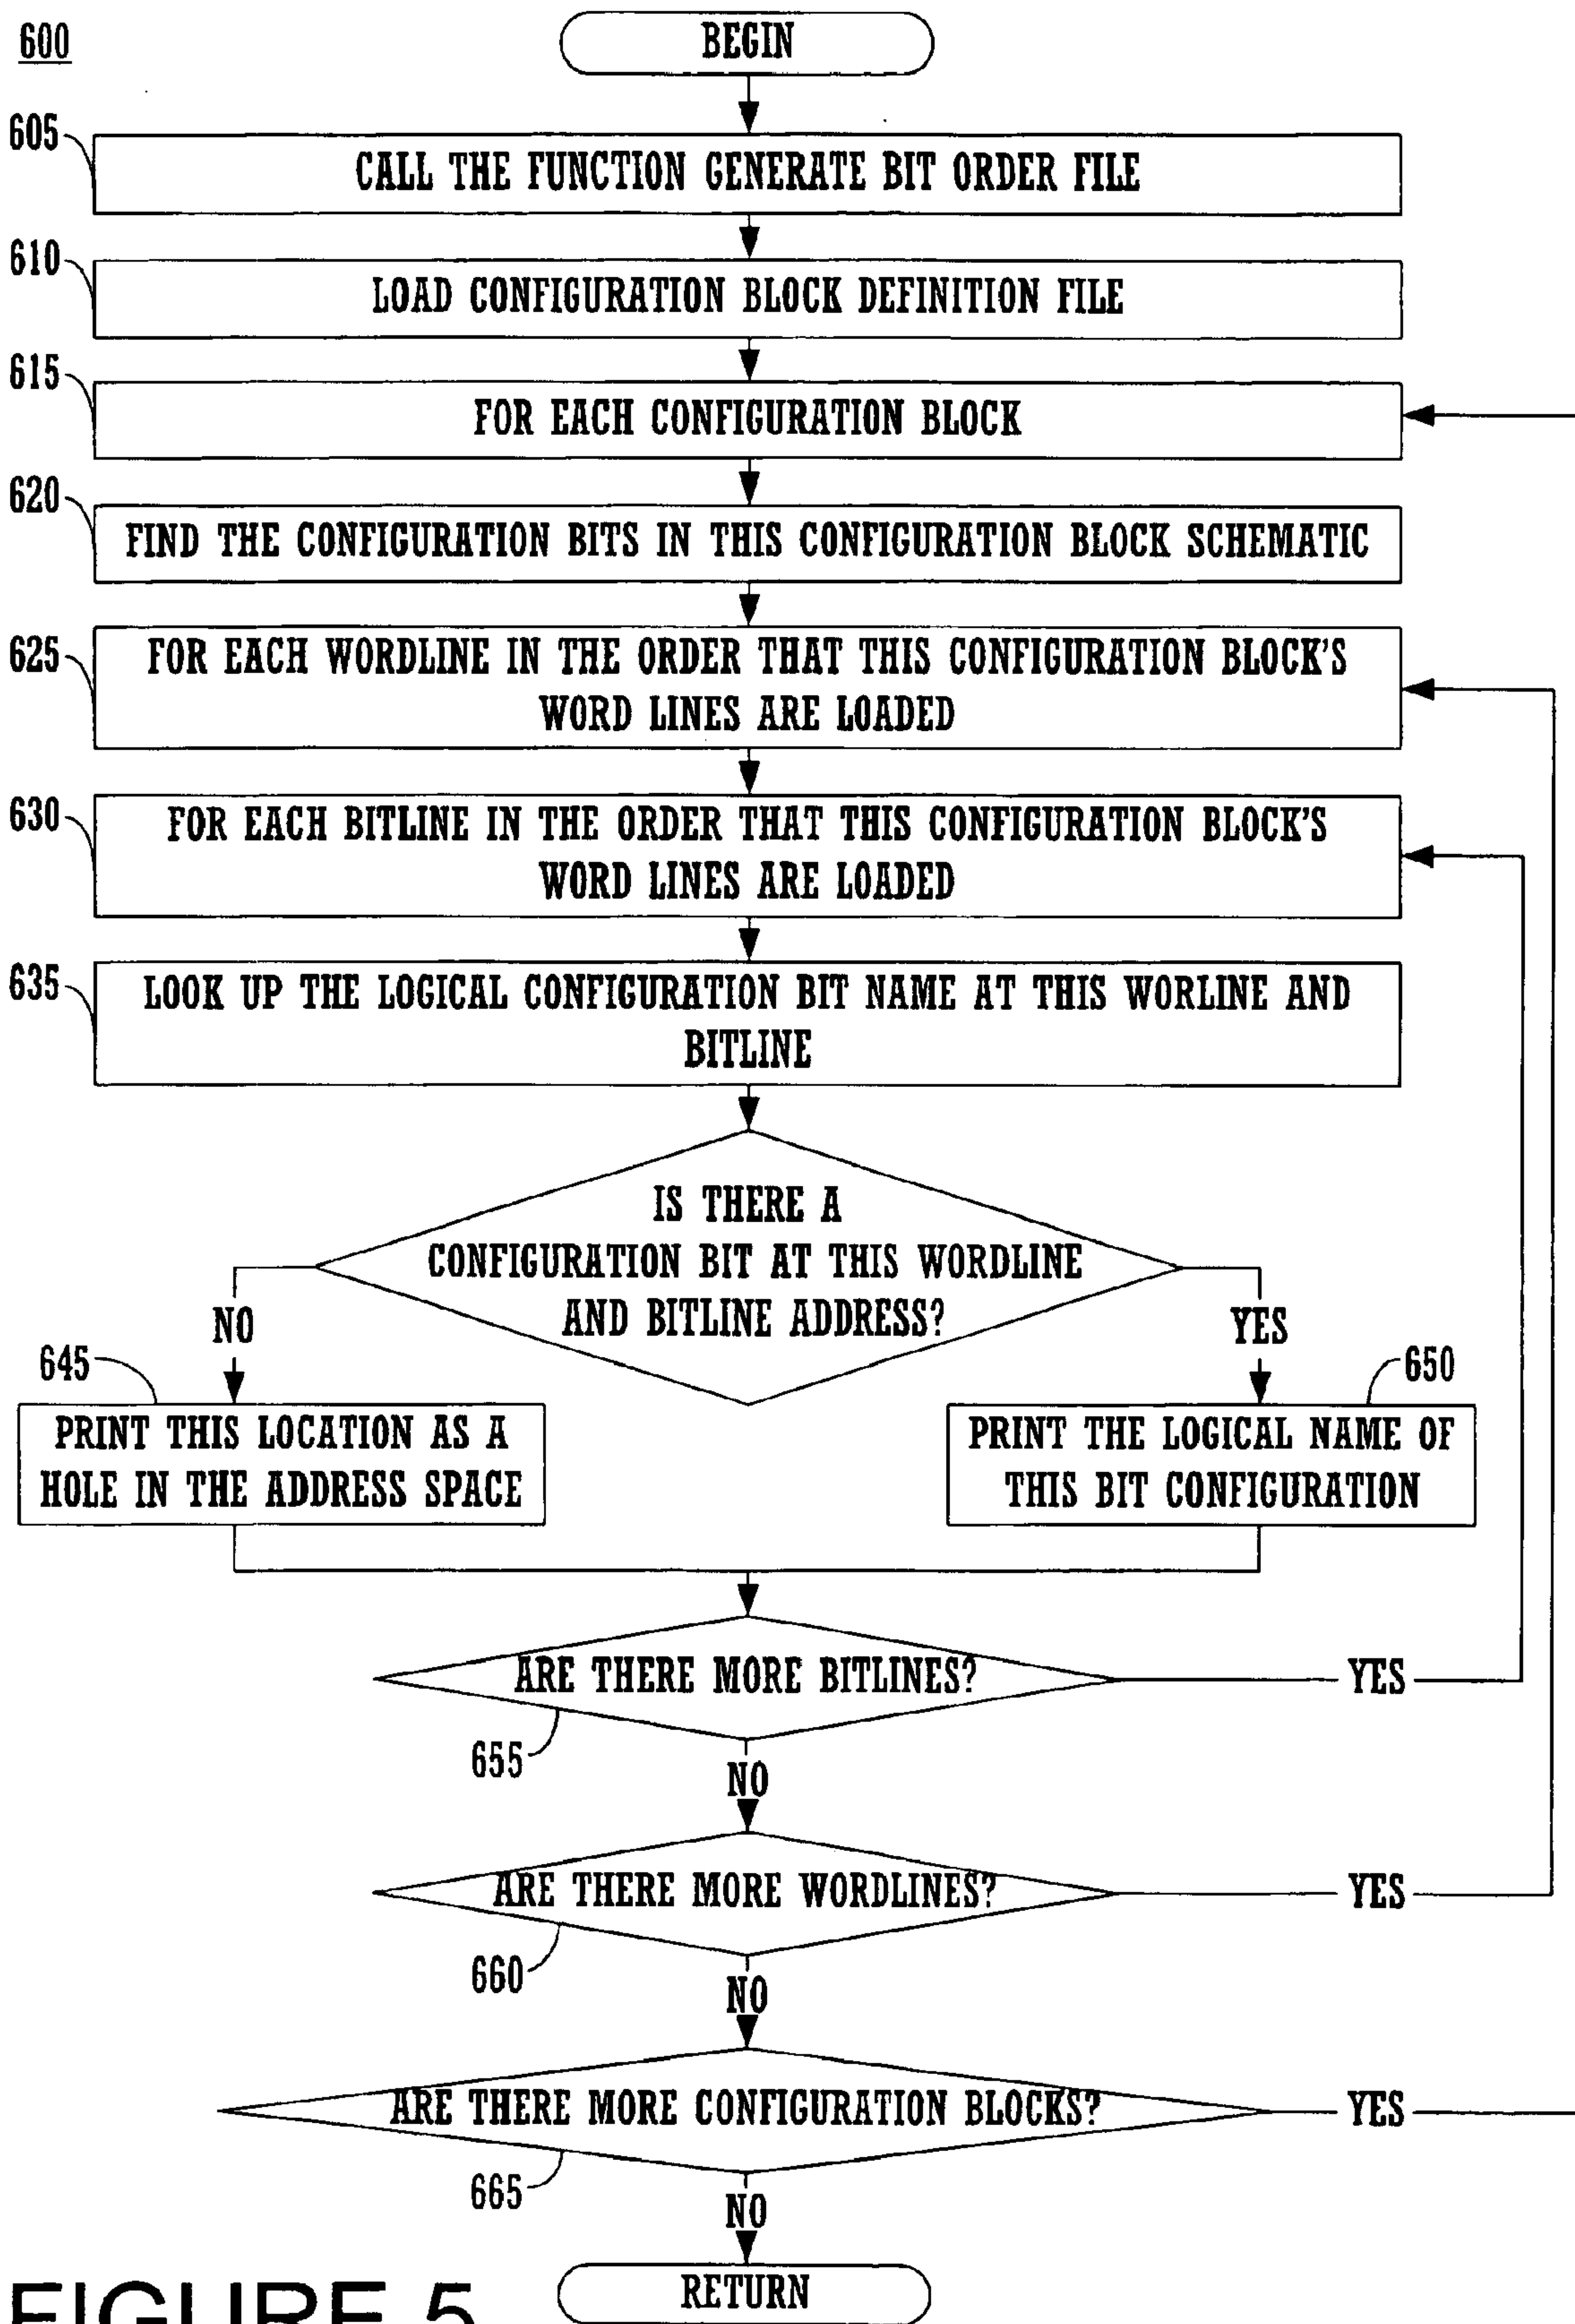 600
BEGIN
605
CALL THE FUNCTION GENERATE BIT ORDER FILE
610
LOAD CONFIGURATION BLOCK DEFINITION FILE
615
FOR EACH CONFIGURATION BLOCK
620
FIND THE CONFIGURATION BITS IN THIS CONFIGURATION BLOCK SCHEMATIC
625
FOR EACH WORDLINE IN THE ORDER THAT THIS CONFIGURATION BLOCK'S
WORD LINES ARE LOADED
630
FOR EACH BITLINE IN THE ORDER THAT THIS CONFIGURATION BLOCK'S
WORD LINES ARE LOADED
635
LOOK UP THE LOGICAL CONFIGURATION BIT NAME AT THIS WORLINE AND
BITLINE
IS THERE A
CONFIGURATION BIT AT THIS WORDLINE
AND BITLINE ADDRESS?
NO
YES
645
650
PRINT THIS LOCATION AS A
HOLE IN THE ADDRESS SPACE
PRINT THE LOGICAL NAME OF
THIS BIT CONFIGURATION
ARE THERE MORE BITLINES?
YES
655
NO
ARE THERE MORE WORDLINES?
YES
660
NO
ARE THERE MORE CONFIGURATION BLOCKS?
YES
665
NO
RETURN
FIGURE 5